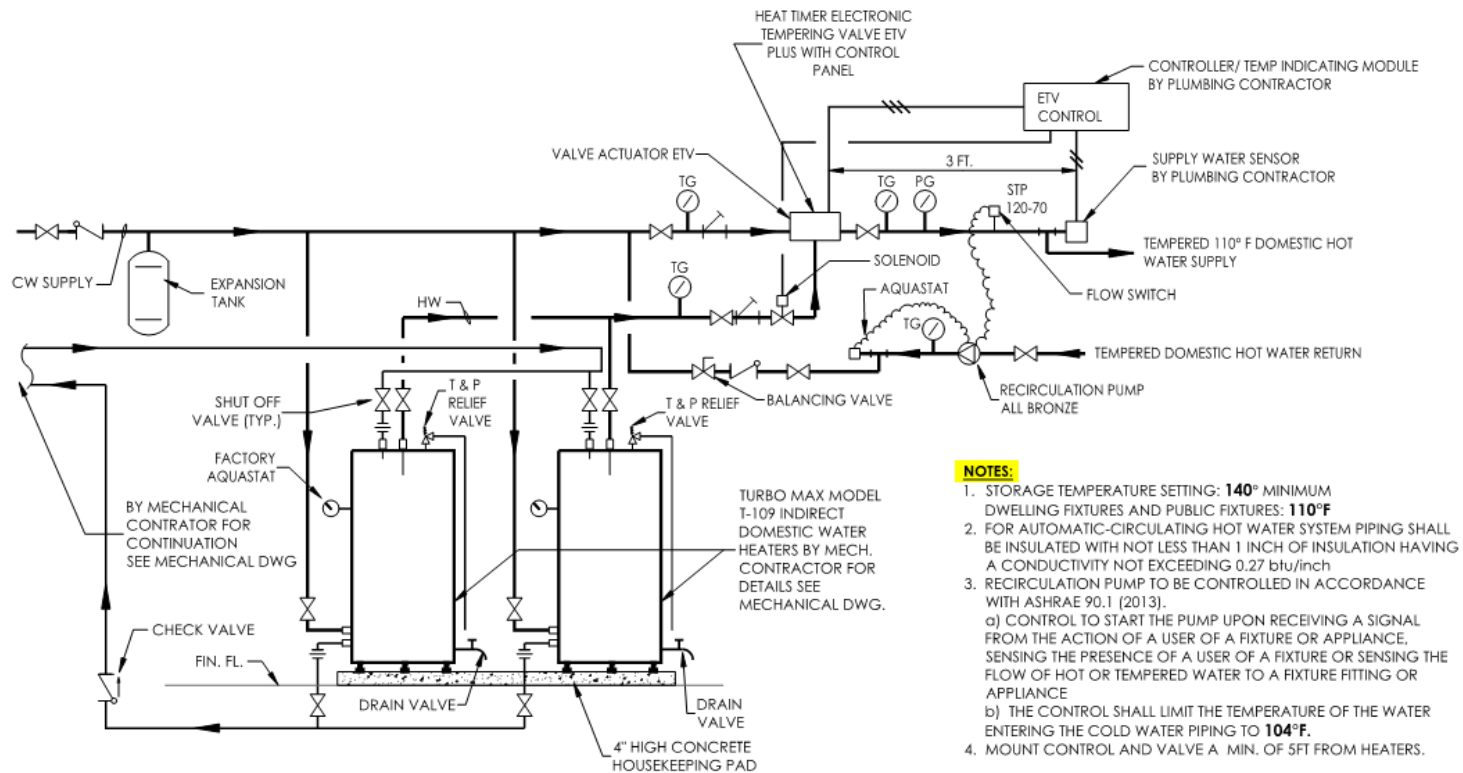 HEAT TIMER ELECTRONIC
TEMPERING VALVE ETV
PLUS WITH CONTROL
PANEL
CONTROLLER/ TEMP INDICATING MODULE
BY PLUMBING CONTRACTOR
ETV
CONTROL
VALVE ACTUATOR ETV
3 FT.
SUPPLY WATER SENSOR
BY PLUMBING CONTRACTOR
TG
TG
PG
STP
120-70
CW SUPPLY
EXPANSION
TANK
TG
SOLENOID
TEMPERED 110° F DOMESTIC HOT
WATER SUPPLY
HW
AQUASTAT
FLOW SWITCH
TG
TEMPERED DOMESTIC HOT WATER RETURN
SHUT OFF
VALVE (TYP.)
T & P
RELIEF
VALVE
T & P RELIEF
VALVE
BALANCING VALVE
RECIRCULATION PUMP
ALL BRONZE
FACTORY
AQUASTAT
BY MECHANICAL
CONTRATOR FOR
CONTINUATION
SEE MECHANICAL DWG
TURBO MAX MODEL
T-109 INDIRECT
DOMESTIC WATER
HEATERS BY MECH.
CONTRACTOR FOR
DETAILS SEE
MECHANICAL DWG.
CHECK VALVE
FIN. FL.
DRAIN VALVE
DRAIN
VALVE
4" HIGH CONCRETE
HOUSEKEEPING PAD
NOTES:
1. STORAGE TEMPERATURE SETTING: 140° MINIMUM
DWELLING FIXTURES AND PUBLIC FIXTURES: 110°F
2. FOR AUTOMATIC-CIRCULATING HOT WATER SYSTEM PIPING SHALL
BE INSULATED WITH NOT LESS THAN 1 INCH OF INSULATION HAVING
A CONDUCTIVITY NOT EXCEEDING 0.27 btu/inch
3. RECIRCULATION PUMP TO BE CONTROLLED IN ACCORDANCE
WITH ASHRAE 90.1 (2013).
a) CONTROL TO START THE PUMP UPON RECEIVING A SIGNAL
FROM THE ACTION OF A USER OF A FIXTURE OR APPLIANCE,
SENSING THE PRESENCE OF A USER OF A FIXTURE OR SENSING THE
FLOW OF HOT OR TEMPERED WATER TO A FIXTURE FITTING OR
APPLIANCE
b) THE CONTROL SHALL LIMIT THE TEMPERATURE OF THE WATER
ENTERING THE COLD WATER PIPING TO 104°F.
4. MOUNT CONTROL AND VALVE A MIN. OF 5FT FROM HEATERS.